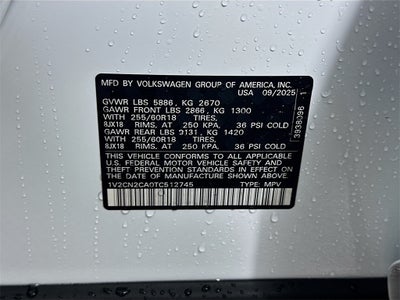 MFD BY VOLKSWAGEN GROUP OF AMERICA, INC.
USA 09/2025
GVWR LBS 5886, KG 2670
GAWR FRONT LBS 2866, KG 1300
WITH 255/60R18 TIRES,
8JX18 RIMS, AT 250 KPA, 36 PSI COLD
GAWR REAR LBS 3131, KG 1420
WITH 255/60R18 TIRES,
8JX18 RIMS, AT 250 KPA, 36 PSI COLD
THIS VEHICLE CONFORMS TO ALL APPLICABLE
U.S. FEDERAL MOTOR VEHICLE SAFETY AND
THEFT PREVENTION STANDARDS IN EFFECT ON
THE DATE OF MANUFACTURE SHOWN ABOVE.
1V2CN2CA0TC512745 TYPE: MPV
3938096 1